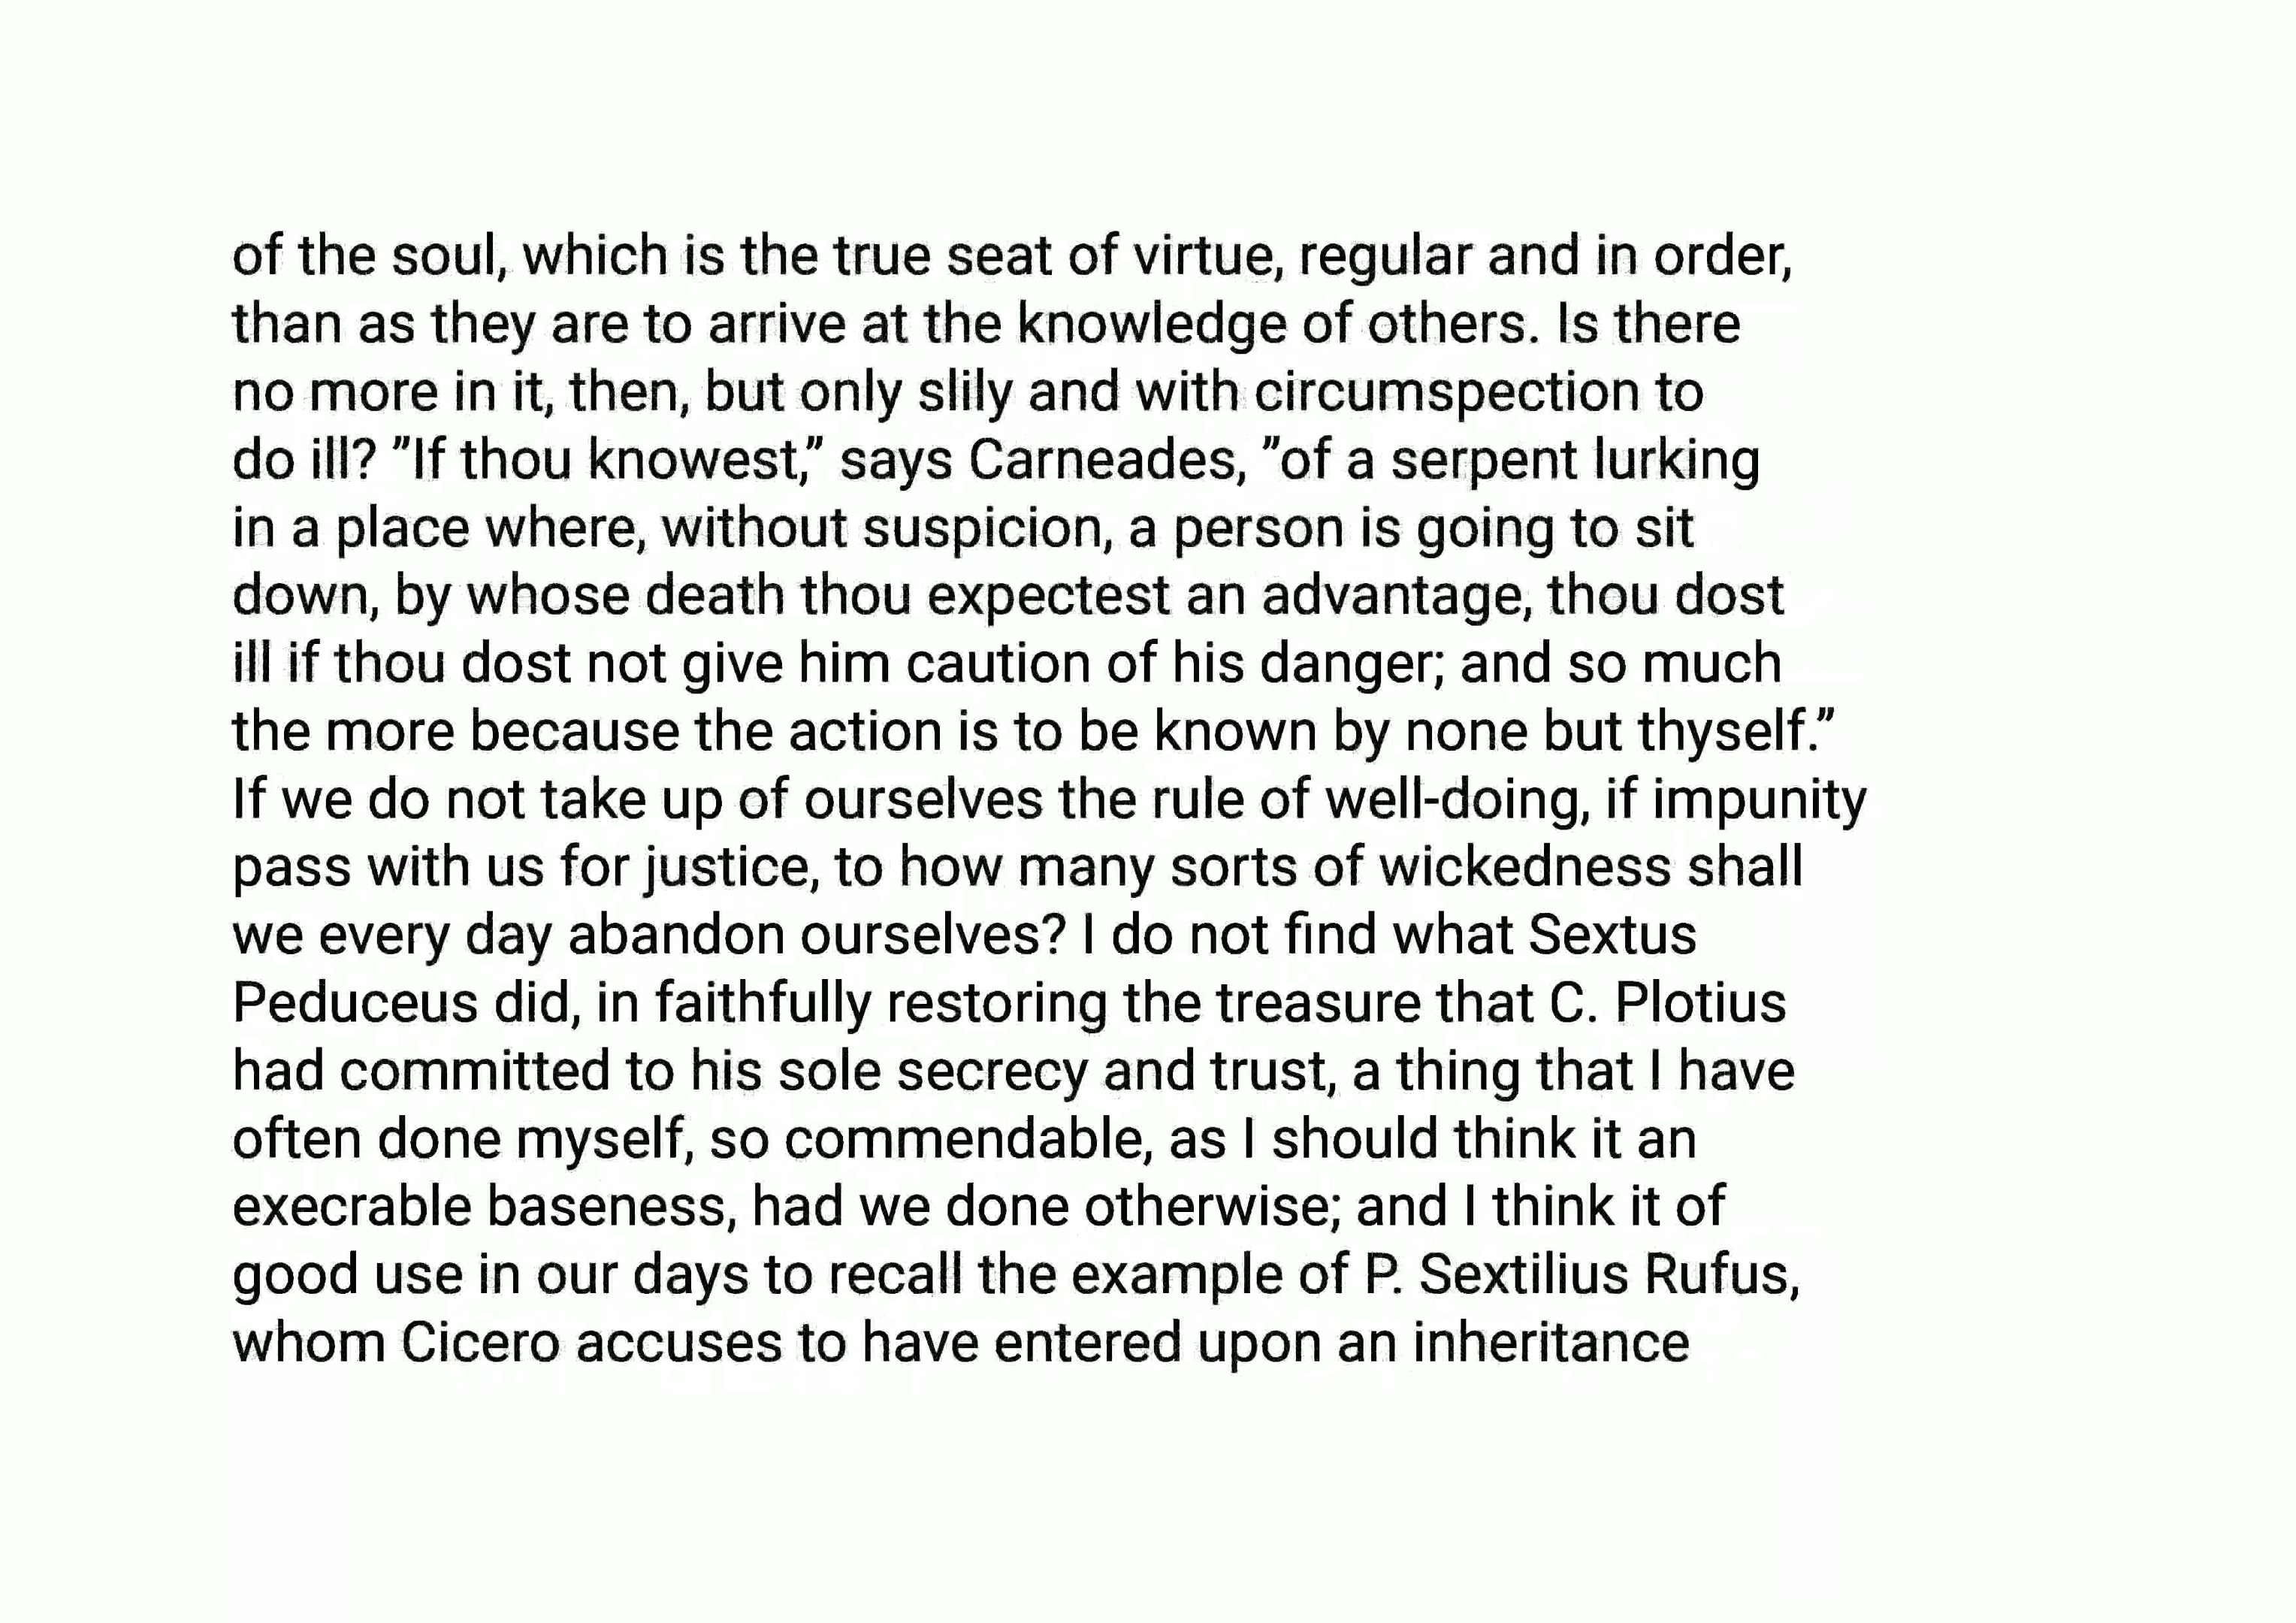 of the soul, which is the true seat of virtue, regular and in order,
than as they are to arrive at the knowledge of others. Is there
no more in it, then, but only slily and with circumspection to
do ill? ”If thou knowest,” says Carneades, ”of a serpent lurking
in a place where, without suspicion, a person is going to sit
down, by whose death thou expectest an advantage, thou dost
ill if thou dost not give him caution of his danger; and so much
the more because the action is to be known by none but thyself.”
If we do not take up of ourselves the rule of well-doing, if impunity
pass with us for justice, to how many sorts of wickedness shall
we every day abandon ourselves? I do not find what Sextus
Peduceus did, in faithfully restoring the treasure that C. Plotius
had committed to his sole secrecy and trust, a thing that I have
often done myself, so commendable, as I should think it an
execrable baseness, had we done otherwise; and I think it of
good use in our days to recall the example of P. Sextilius Rufus,
whom Cicero accuses to have entered upon an inheritance